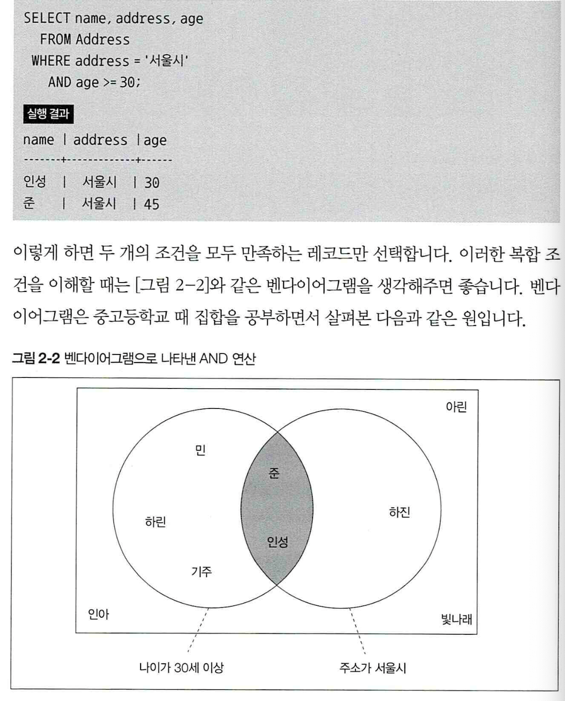 SELECT name, address, age
FROM Address
WHERE address = '서울시'
AND age >= 30;
실행 결과
name | address | age
-------+-------------+------
인성 | 서울시 | 30
준 | 서울시 | 45
이렇게 하면 두 개의 조건을 모두 만족하는 레코드만 선택합니다. 이러한 복합 조
건을 이해할 때는 [그림 2-2]와 같은 벤다이어그램을 생각해주면 좋습니다. 벤다
이어그램은 중고등학교 때 집합을 공부하면서 살펴본 다음과 같은 원입니다.
그림 2-2 벤다이어그램으로 나타낸 AND 연산
아린
민
준
하린
하진
인성
기주
인아
빛나래
나이가 30세 이상
주소가 서울시